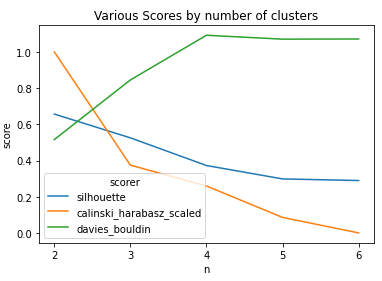 Various Scores by number of clusters
score
1.0
0.8
0.6
0.4
0.2
0.0
scorer
silhouette
calinski_harabasz_scaled
davies_bouldin
2
3
4
5
6
n